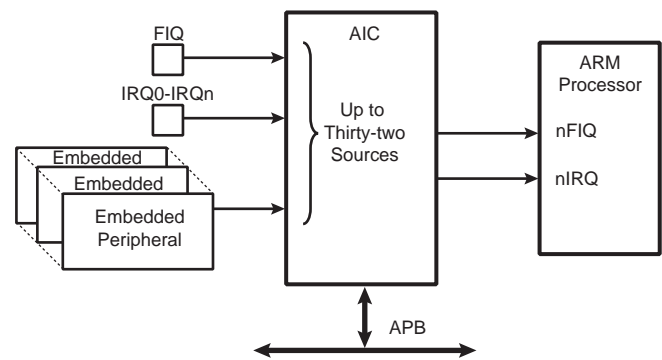 FIQ
IRQ0-IRQn
Embedded
Embedded
Embedded
Peripheral
AIC
Up to
Thirty-two
Sources
APB
ARM
Processor
nFIQ
nIRQ